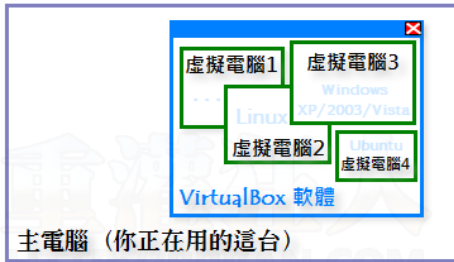 虛擬電腦1
...
虛擬電腦3
Windows
XP/2003/Vista
Linux
虛擬電腦2
Ubuntu
虛擬電腦4
VirtualBox 軟體
主電腦（你正在用的這台）